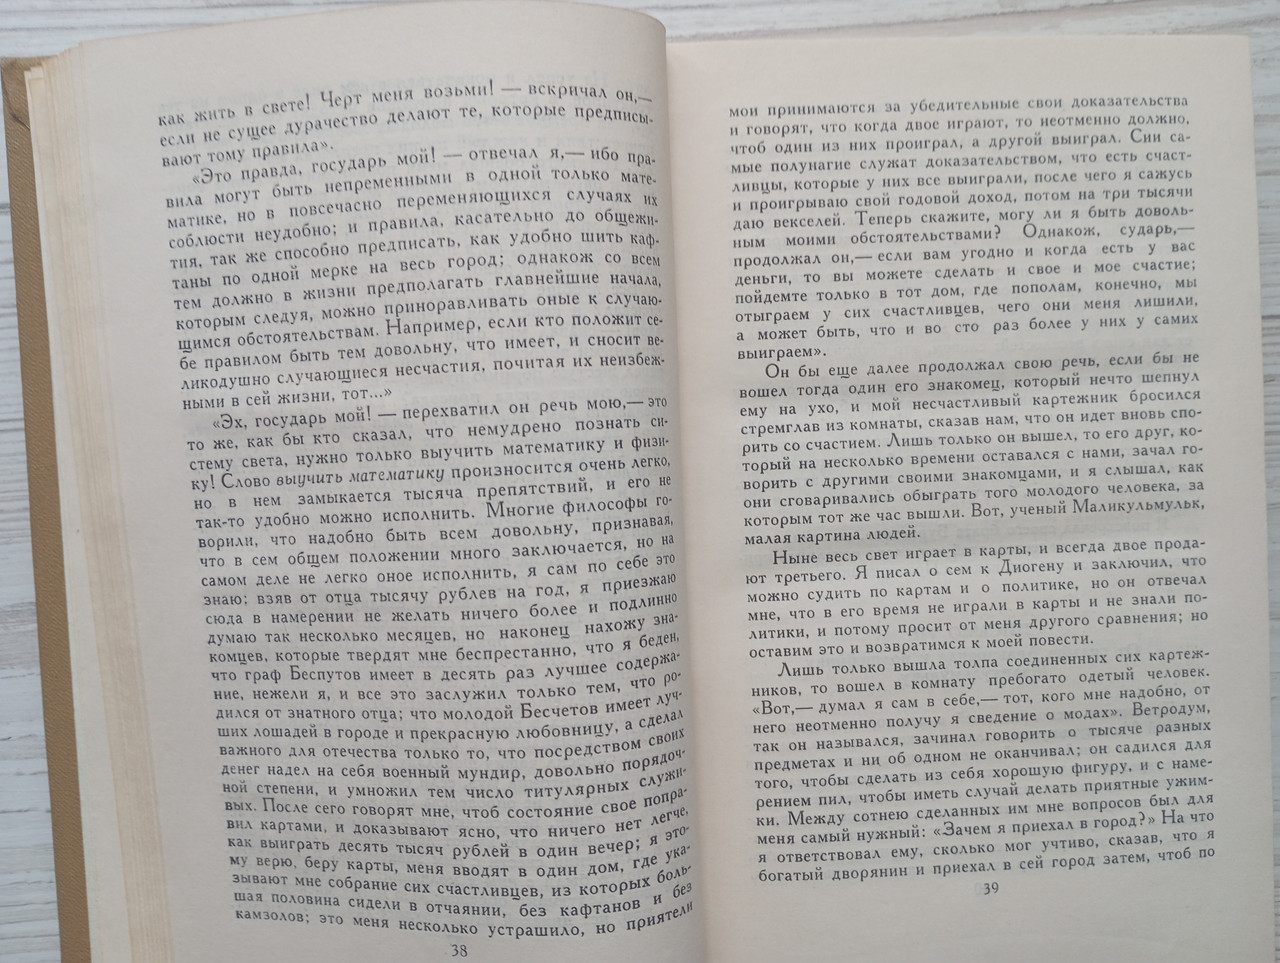 как жить в свете! Черт меня возьми! — вскричал он,—
если не сущее дурачество делают те, которые предписы-
вают тому правила».
«Это правда, государь мой! — отвечал я,— ибо пра-
вила могут быть непременными в одной только мате-
матике, но в повсечасно переменяющихся случаях их
соблюсти неудобно; и правила, касательно до общежи-
тия, так же способно предписать, как удобно шить каф-
таны по одной мерке на весь город; однакож со всем
тем должно в жизни предполагать главнейшие начала,
которым следуя, можно приноравливать оные к случаю-
щимся обстоятельствам. Например, если кто положит се-
бе правилом быть тем довольну, что имеет, и сносит ве-
ликодушно случающиеся несчастия, почитая их неизбеж-
ными в сей жизни, тот...»
«Эх, государь мой! — перехватил он речь мою,— это
то же, как бы кто сказал, что немудрено познать си-
стему света, нужно только выучить математику и физи-
ку! Слово выучить математику произносится очень легко,
но в нем замыкается тысяча препятствий, и его не
так-то удобно можно исполнить. Многие философы го-
ворили, что надобно быть всем довольну, признавая,
что в сем общем положении много заключается, но на
самом деле не легко оное исполнить, я сам по себе это
знаю; взяв от отца тысячу рублев на год, я приезжаю
сюда в намерении не желать ничего более и подлинно
думаю так несколько месяцев, но наконец нахожу зна-
комцев, которые твердят мне беспрестанно, что я беден,
что граф Беспутов имеет в десять раз лучшее содержа-
ние, нежели я, и все это заслужил только тем, что ро-
дился от знатного отца; что молодой Бесчетов имеет луч-
ших лошадей в городе и прекрасную любовницу, а сделал
важного для отечества только то, что посредством своих
денег надел на себя военный мундир, довольно порядоч-
ной степени, и умножил тем число титулярных служи-
вых. После сего говорят мне, чтоб состояние свое попра-
вил картами, и доказывают ясно, что ничего нет легче,
как выиграть десять тысяч рублей в один вечер; я это-
му верю, беру карты, меня вводят в один дом, где ука-
зывают мне собрание сих счастливцев, из которых боль-
шая половина сидели в отчаянии, без кафтанов и без
камзолов; это меня несколько устрашило, но приятели
38
мои принимаются за убедительные свои доказательства
и говорят, что когда двое играют, то неотменно должно,
чтоб один из них проиграл, а другой выиграл. Сии са-
мые полунагие служат доказательством, что есть счаст-
ливцы, которые у них все выиграли, после чего я сажусь
и проигрываю свой годовой доход, потом на три тысячи
даю векселей. Теперь скажите, могу ли я быть доволь-
ным моими обстоятельствами? Однакож, сударь,—
продолжал он,— если вам угодно и когда есть у вас
деньги, то вы можете сделать и свое и мое счастие;
пойдемте только в тот дом, где пополам, конечно, мы
отыграем у сих счастливцев, чего они меня лишили,
а может быть, что и во сто раз более у них у самих
выиграем».
Он бы еще далее продолжал свою речь, если бы не
вошел тогда один его знакомец, который нечто шепнул
ему на ухо, и мой несчастливый картежник бросился
стремглав из комнаты, сказав нам, что он идет вновь спо-
рить со счастием. Лишь только он вышел, то его друг, ко-
торый на несколько времени оставался с нами, зачал го-
ворить с другими своими знакомцами, и я слышал, как
они сговаривались обыграть того молодого человека, за
которым тот же час вышли. Вот, ученый Маликульмульк,
малая картина людей.
Ныне весь свет играет в карты, и всегда двое прода-
ют третьего. Я писал о сем к Диогену и заключил, что
можно судить по картам и о политике, но он отвечал
мне, что в его время не играли в карты и не знали по-
литики, и потому просит от меня другого сравнения; но
оставим это и возвратимся к моей повести.
Лишь только вышла толпа соединенных сих картеж-
ников, то вошел в комнату пребогато одетый человек.
«Вот,— думал я сам в себе,— тот, кого мне надобно, от
него неотменно получу я сведение о модах». Ветродум,
так он назывался, зачинал говорить о тысяче разных
предметах и ни об одном не оканчивал; он садился для
того, чтобы сделать из себя хорошую фигуру, и с наме-
рением пил, чтобы иметь случай делать приятные ужим-
ки. Между сотнею сделанных им мне вопросов был для
меня самый нужный: «Зачем я приехал в город?» На что
я ответствовал ему, сколько мог учтиво, сказав, что я
богатый дворянин и приехал в сей город затем, чтоб по
39